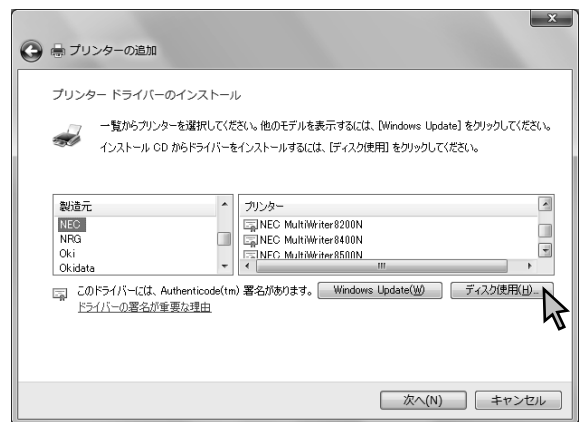 プリンターの追加
プリンター ドライバーのインストール
一覧からプリンターを選択してください。他のモデルを表示するには、[Windows Update] をクリックしてください。
インストール CD からドライバーをインストールするには、[ディスク使用] をクリックしてください。
製造元
プリンター
NEC
NEC MultiWriter8200N
NRG
NEC MultiWriter8400N
Oki
NEC MultiWriter8500N
Okidata
このドライバーには、Authenticode(tm) 署名があります。 Windows Update(W) ディスク使用(H)...
ドライバーの署名が重要な理由
次へ(N) キャンセル